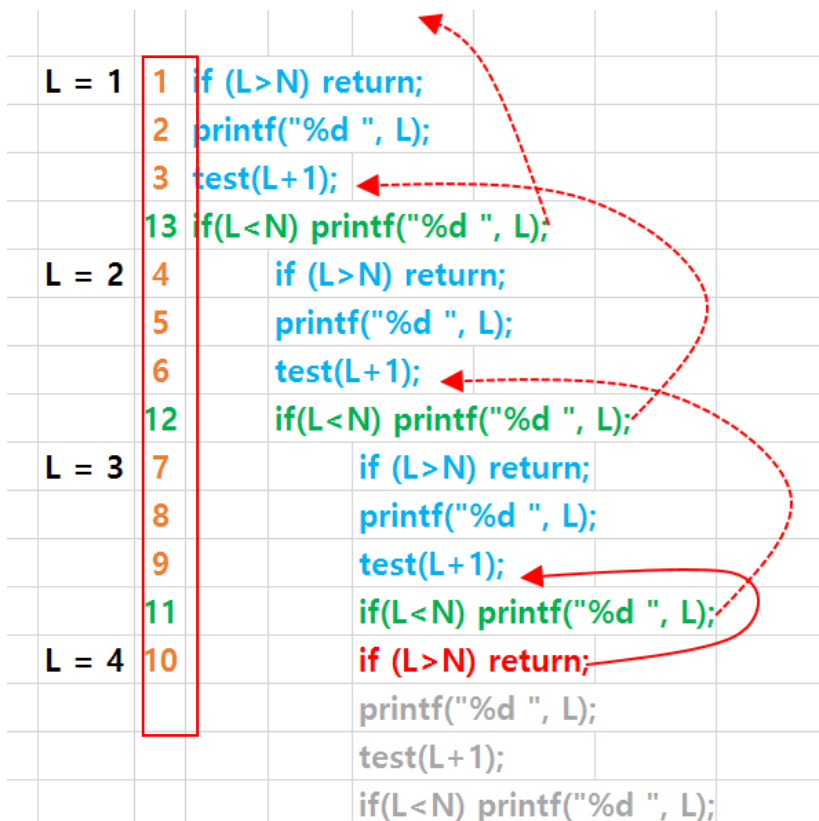 L = 1 1 if (L>N) return;
2 printf("%d ", L);
3 test(L+1);
13 if(L<N) printf("%d ", L);
L = 2 4 if (L>N) return;
5 printf("%d ", L);
6 test(L+1);
12 if(L<N) printf("%d ", L);
L = 3 7 if (L>N) return;
8 printf("%d ", L);
9 test(L+1);
11 if(L<N) printf("%d ", L);
L = 4 10 if (L>N) return;
printf("%d ", L);
test(L+1);
if(L<N) printf("%d ", L);